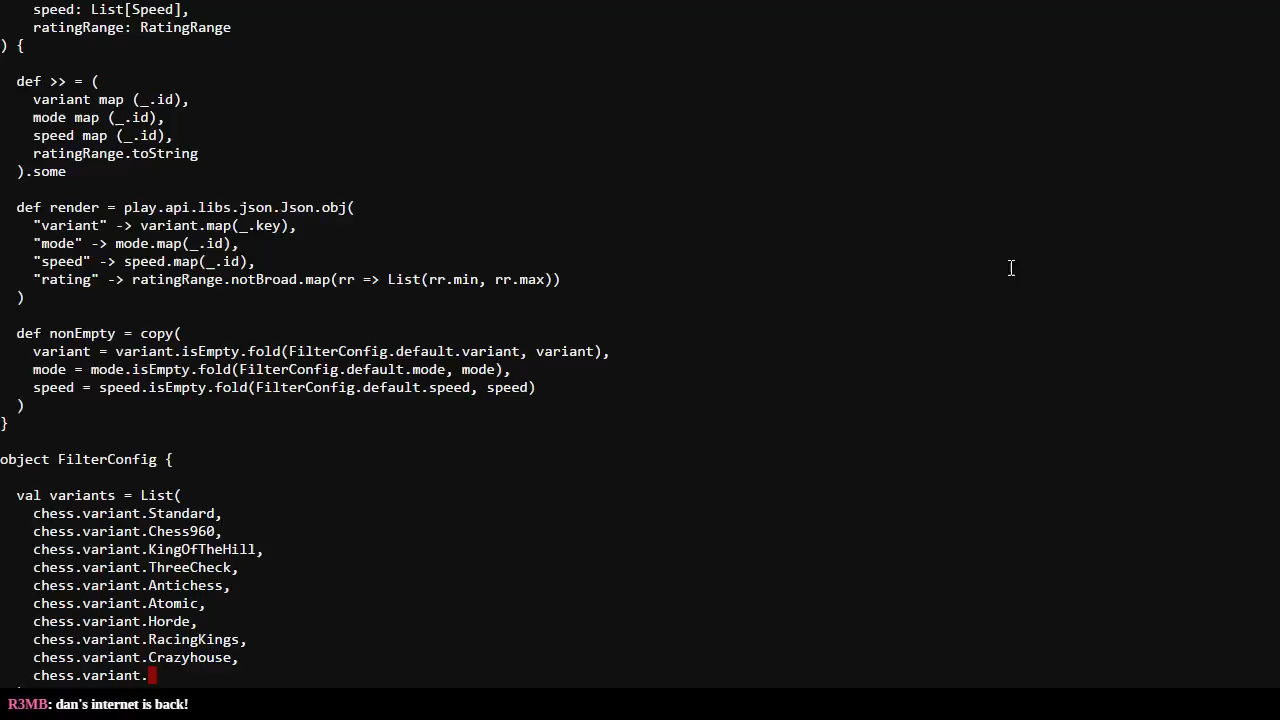 speed: List[Speed],
    ratingRange: RatingRange
) {
  def >> = (
    variant map (_.id),
    mode map (_.id),
    speed map (_.id),
    ratingRange.toString
  ).some
  def render = play.api.libs.json.Json.obj(
    "variant" -> variant.map(_.key),
    "mode" -> mode.map(_.id),
    "speed" -> speed.map(_.id),
    "rating" -> ratingRange.notBroad.map(rr => List(rr.min, rr.max))
  )
  def nonEmpty = copy(
    variant = variant.isEmpty.fold(FilterConfig.default.variant, variant),
    mode = mode.isEmpty.fold(FilterConfig.default.mode, mode),
    speed = speed.isEmpty.fold(FilterConfig.default.speed, speed)
  )
}
object FilterConfig {
  val variants = List(
    chess.variant.Standard,
    chess.variant.Chess960,
    chess.variant.KingOfTheHill,
    chess.variant.ThreeCheck,
    chess.variant.Antichess,
    chess.variant.Atomic,
    chess.variant.Horde,
    chess.variant.RacingKings,
    chess.variant.Crazyhouse,
    chess.variant.
R3MB: dan's internet is back!